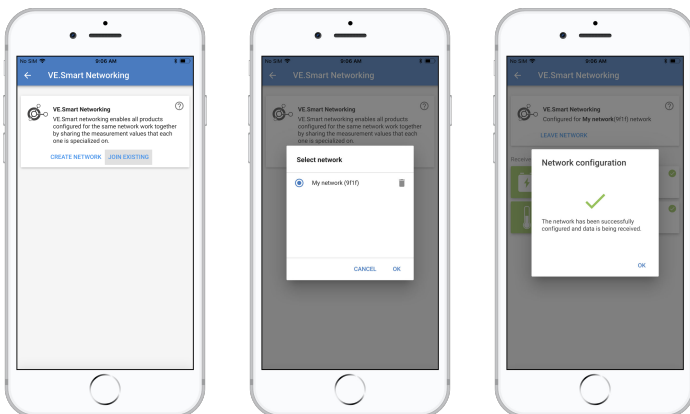 No SIM 9:06 AM
VE.Smart Networking
VE.Smart Networking
VE.Smart Networking enables all products
configured for the same network work together
by sharing the measurement values that each
one is specialized on.
CREATE NETWORK JOIN EXISTING
No SIM 9:06 AM
VE.Smart Networking
VE.Smart Networking
VE.Smart Networking enables all products
configured for the same network work together
by sharing the measurement values that each
one is specialized on.
Select network
My network (9f1f)
CANCEL OK
No SIM 9:06 AM
VE.Smart Networking
VE.Smart Networking
Configured for My network(9f1f) network
LEAVE NETWORK
Network configuration
The network has been successfully
configured and data is being received.
OK